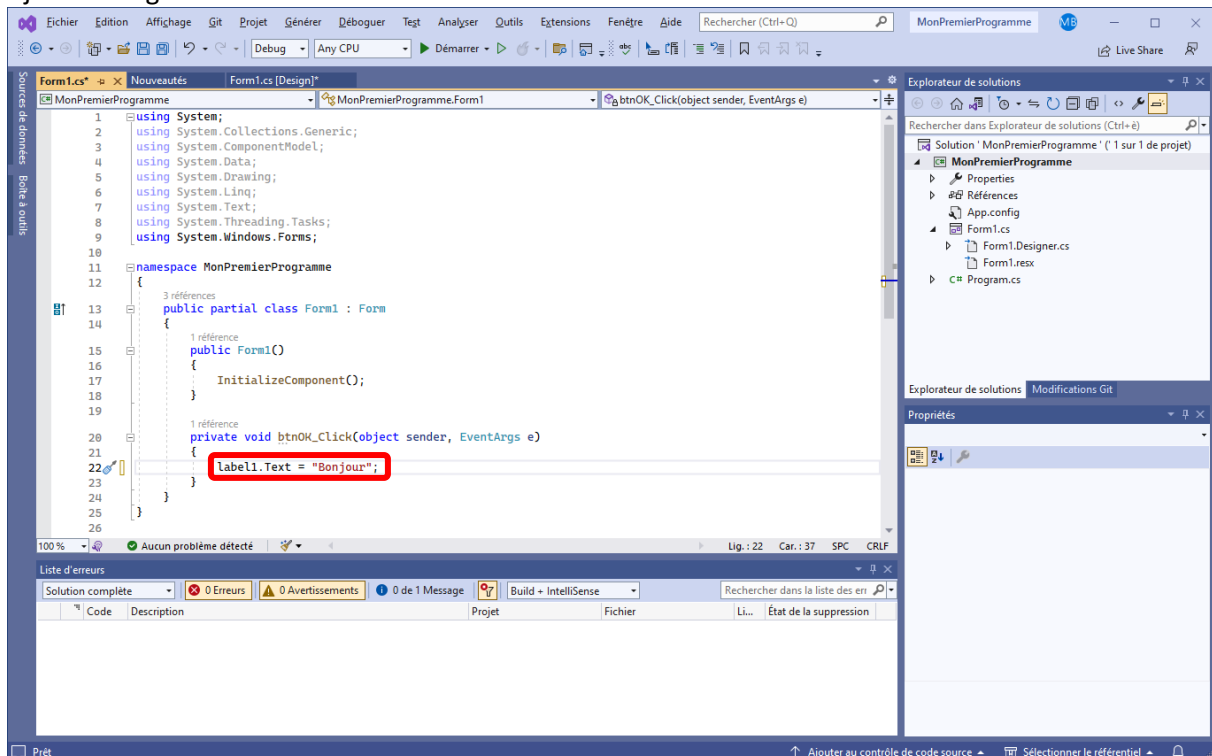 Fichier Edition Affichage Git Projet Générer Déboguer Test Analyser Outils Extensions Fenêtre Aide Rechercher (Ctrl+Q) MonPremierProgramme MB
Debug Any CPU Démarrer Live Share
Sources de données
Boîte à outils
Form1.cs* Nouveautés Form1.cs [Design]*
MonPremierProgramme MonPremierProgramme.Form1 btnOK_Click(object sender, EventArgs e)
1 using System;
2 using System.Collections.Generic;
3 using System.ComponentModel;
4 using System.Data;
5 using System.Drawing;
6 using System.Linq;
7 using System.Text;
8 using System.Threading.Tasks;
9 using System.Windows.Forms;
10
11 namespace MonPremierProgramme
12 {
3 références
13 public partial class Form1 : Form
14 {
1 référence
15 public Form1()
16 {
17 InitializeComponent();
18 }
19
1 référence
20 private void btnOK_Click(object sender, EventArgs e)
21 {
22 label1.Text = "Bonjour";
23 }
24 }
25 }
26
100 % Aucun problème détecté Lig. : 22 Car. : 37 SPC CRLF
Liste d'erreurs
Solution complète 0 Erreurs 0 Avertissements 0 de 1 Message Build + IntelliSense Rechercher dans la liste des err
Code Description Projet Fichier Li... État de la suppression
Explorateur de solutions
Rechercher dans Explorateur de solutions (Ctrl+è)
Solution ' MonPremierProgramme ' (' 1 sur 1 de projet)
MonPremierProgramme
Properties
Références
App.config
Form1.cs
Form1.Designer.cs
Form1.resx
C# Program.cs
Explorateur de solutions Modifications Git
Propriétés
Prêt Ajouter au contrôle de code source Sélectionner le référentiel